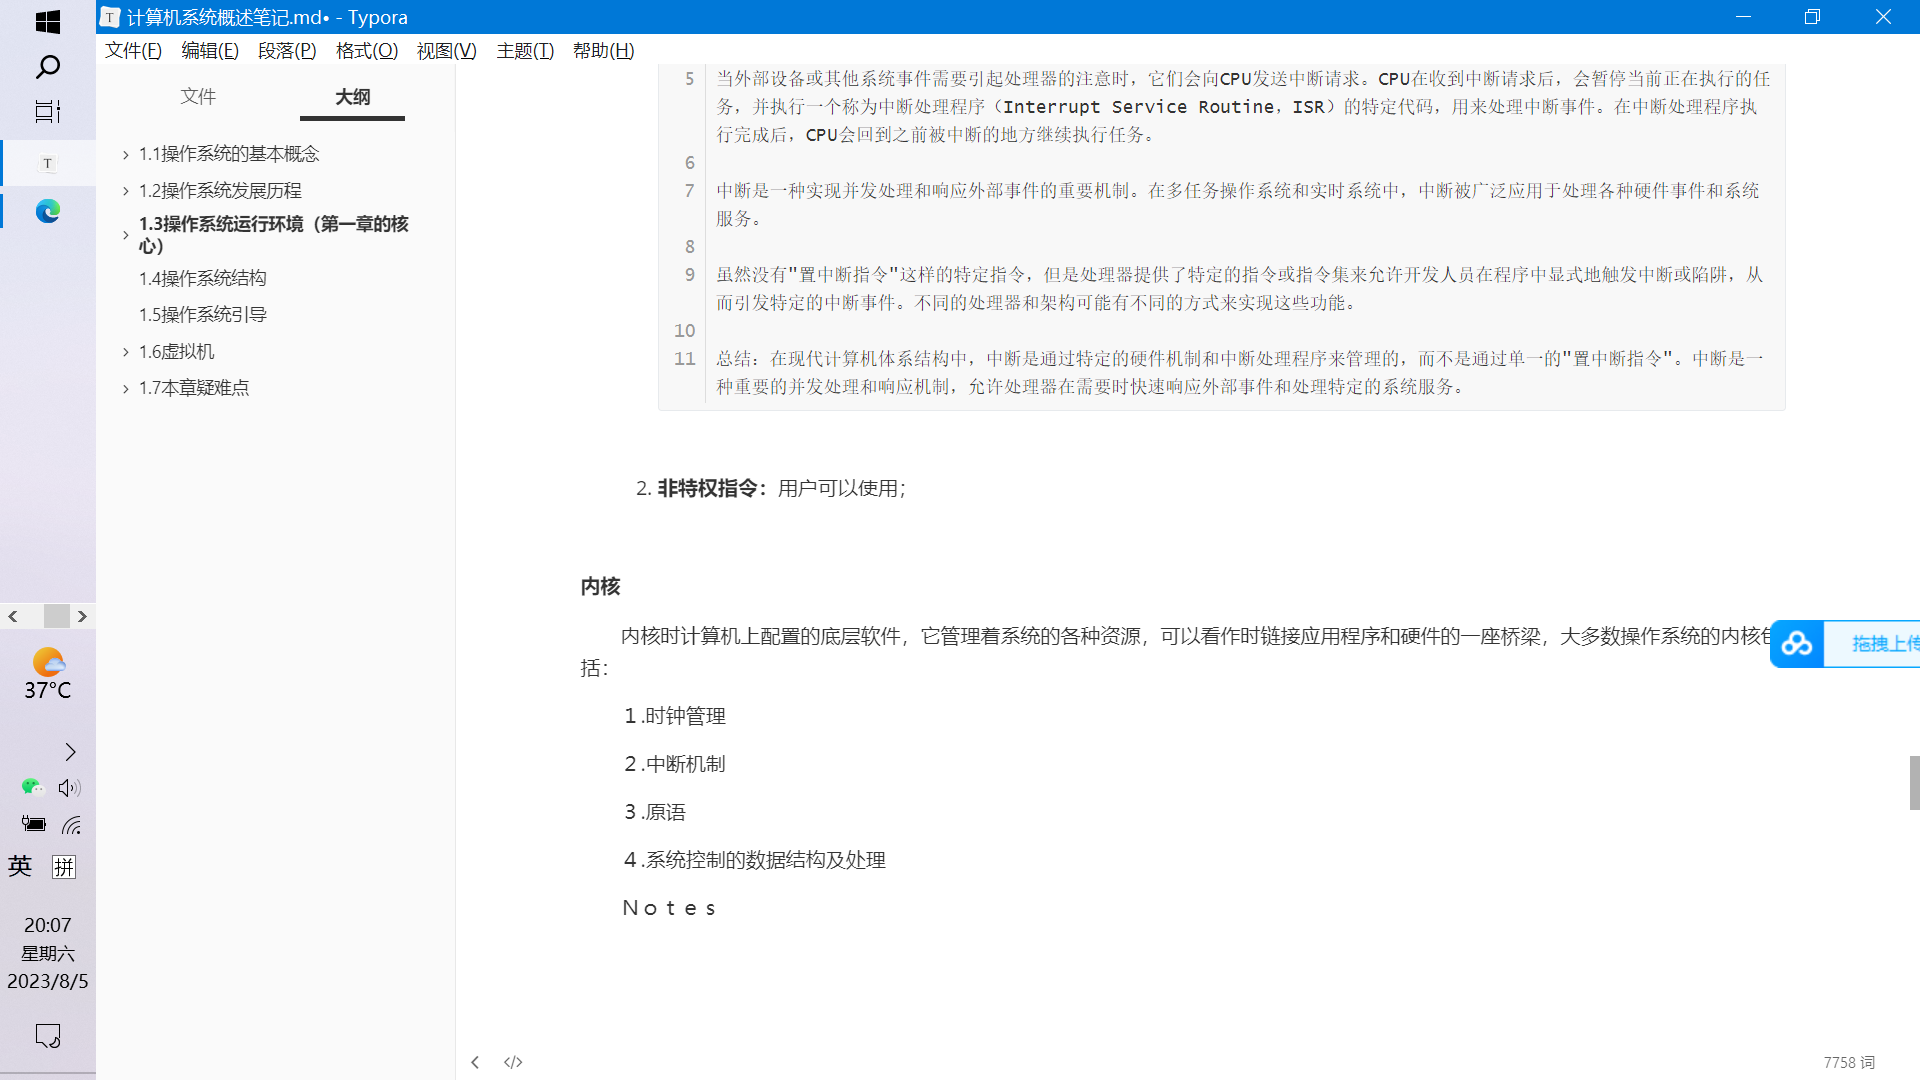 计算机系统概述笔记.md• - Typora
文件(F) 编辑(E) 段落(P) 格式(O) 视图(V) 主题(T) 帮助(H)
文件 大纲
1.1操作系统的基本概念
1.2操作系统发展历程
1.3操作系统运行环境（第一章的核
心）
1.4操作系统结构
1.5操作系统引导
1.6虚拟机
1.7本章疑难点
5 当外部设备或其他系统事件需要引起处理器的注意时，它们会向CPU发送中断请求。CPU在收到中断请求后，会暂停当前正在执行的任
务，并执行一个称为中断处理程序（Interrupt Service Routine，ISR）的特定代码，用来处理中断事件。在中断处理程序执
行完成后，CPU会回到之前被中断的地方继续执行任务。
6
7 中断是一种实现并发处理和响应外部事件的重要机制。在多任务操作系统和实时系统中，中断被广泛应用于处理各种硬件事件和系统
服务。
8
9 虽然没有"置中断指令"这样的特定指令，但是处理器提供了特定的指令或指令集来允许开发人员在程序中显式地触发中断或陷阱，从
而引发特定的中断事件。不同的处理器和架构可能有不同的方式来实现这些功能。
10
11 总结：在现代计算机体系结构中，中断是通过特定的硬件机制和中断处理程序来管理的，而不是通过单一的"置中断指令"。中断是一
种重要的并发处理和响应机制，允许处理器在需要时快速响应外部事件和处理特定的系统服务。
2. 非特权指令：用户可以使用；
内核
内核时计算机上配置的底层软件，它管理着系统的各种资源，可以看作时链接应用程序和硬件的一座桥梁，大多数操作系统的内核包
括：
１.时钟管理
２.中断机制
３.原语
４.系统控制的数据结构及处理
Ｎｏｔｅｓ
拖拽上传
7758 词
37°C
英 拼
20:07
星期六
2023/8/5